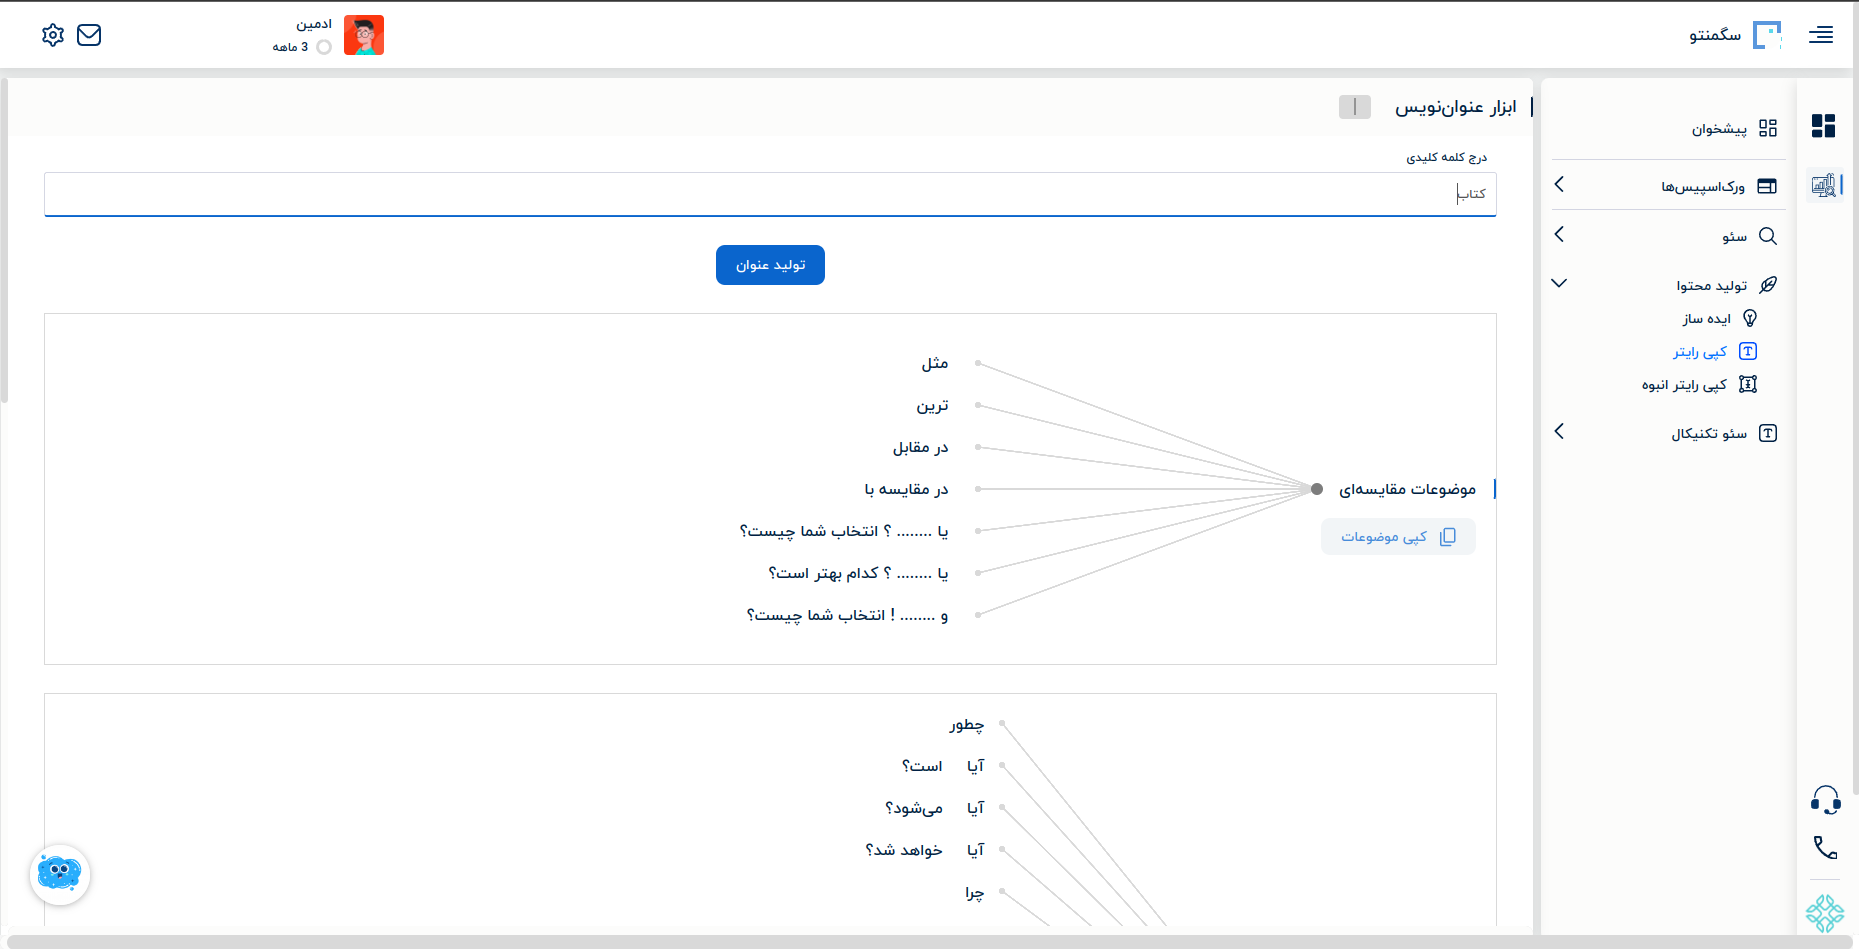 سگمنتو
ادمین
3 ماهه
پیشخوان
ورک‌اسپیس‌ها
سئو
تولید محتوا
ایده ساز
کپی رایتر
کپی رایتر انبوه
سئو تکنیکال
ابزار عنوان‌نویس
درج کلمه کلیدی
کتاب
تولید عنوان
موضوعات مقایسه‌ای
کپی موضوعات
مثل
ترین
در مقابل
در مقایسه با
یا ........ ؟ انتخاب شما چیست؟
یا ........ ؟ کدام بهتر است؟
و ........ ! انتخاب شما چیست؟
چطور
آیا است؟
آیا می‌شود؟
آیا خواهد شد؟
چرا